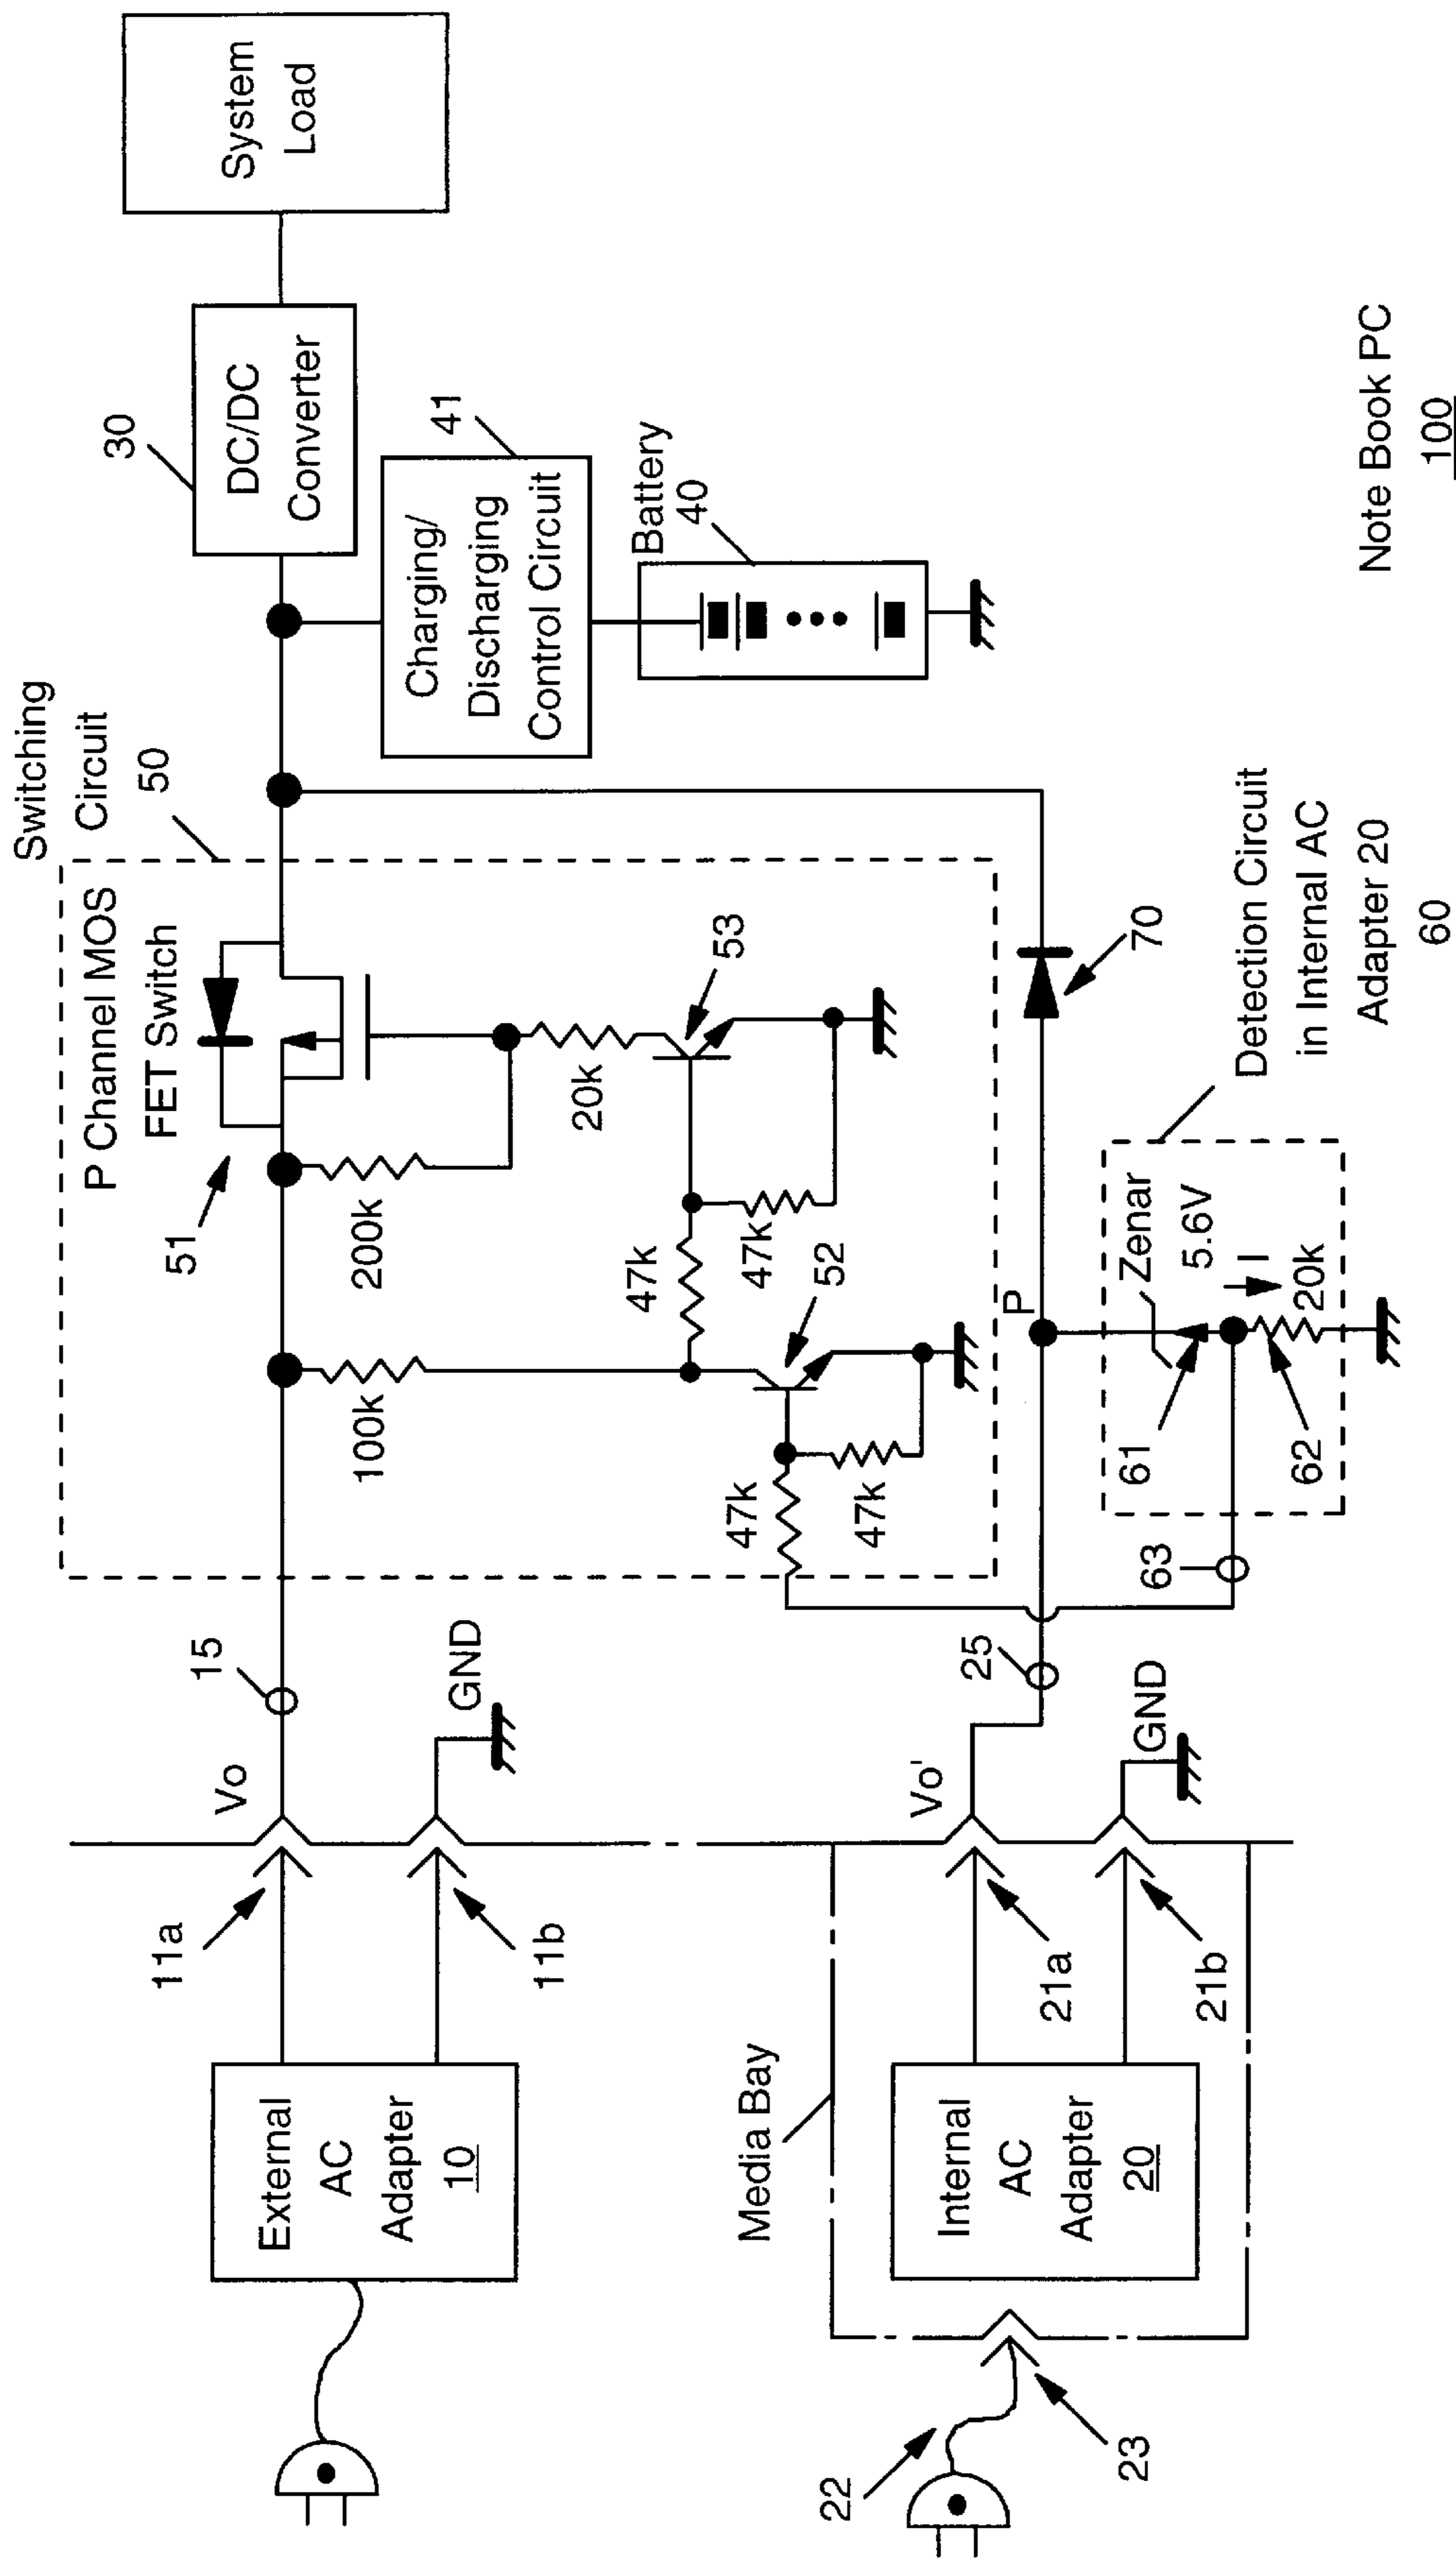 Switching
Circuit
50
P Channel MOS
FET Switch
51
200k
100k
20k
53
47k
47k
52
47k
47k
30
DC/DC
Converter
System
Load
41
Charging/
Discharging
Control Circuit
Battery
40
15
Vo
GND
11a
11b
External
AC
Adapter
10
Media Bay
Internal
AC
Adapter
20
21a
21b
22
23
Vo'
GND
25
63
P
70
Zenar
5.6V
I
20k
61
62
Detection Circuit
in Internal AC
Adapter 20
60
Note Book PC
100